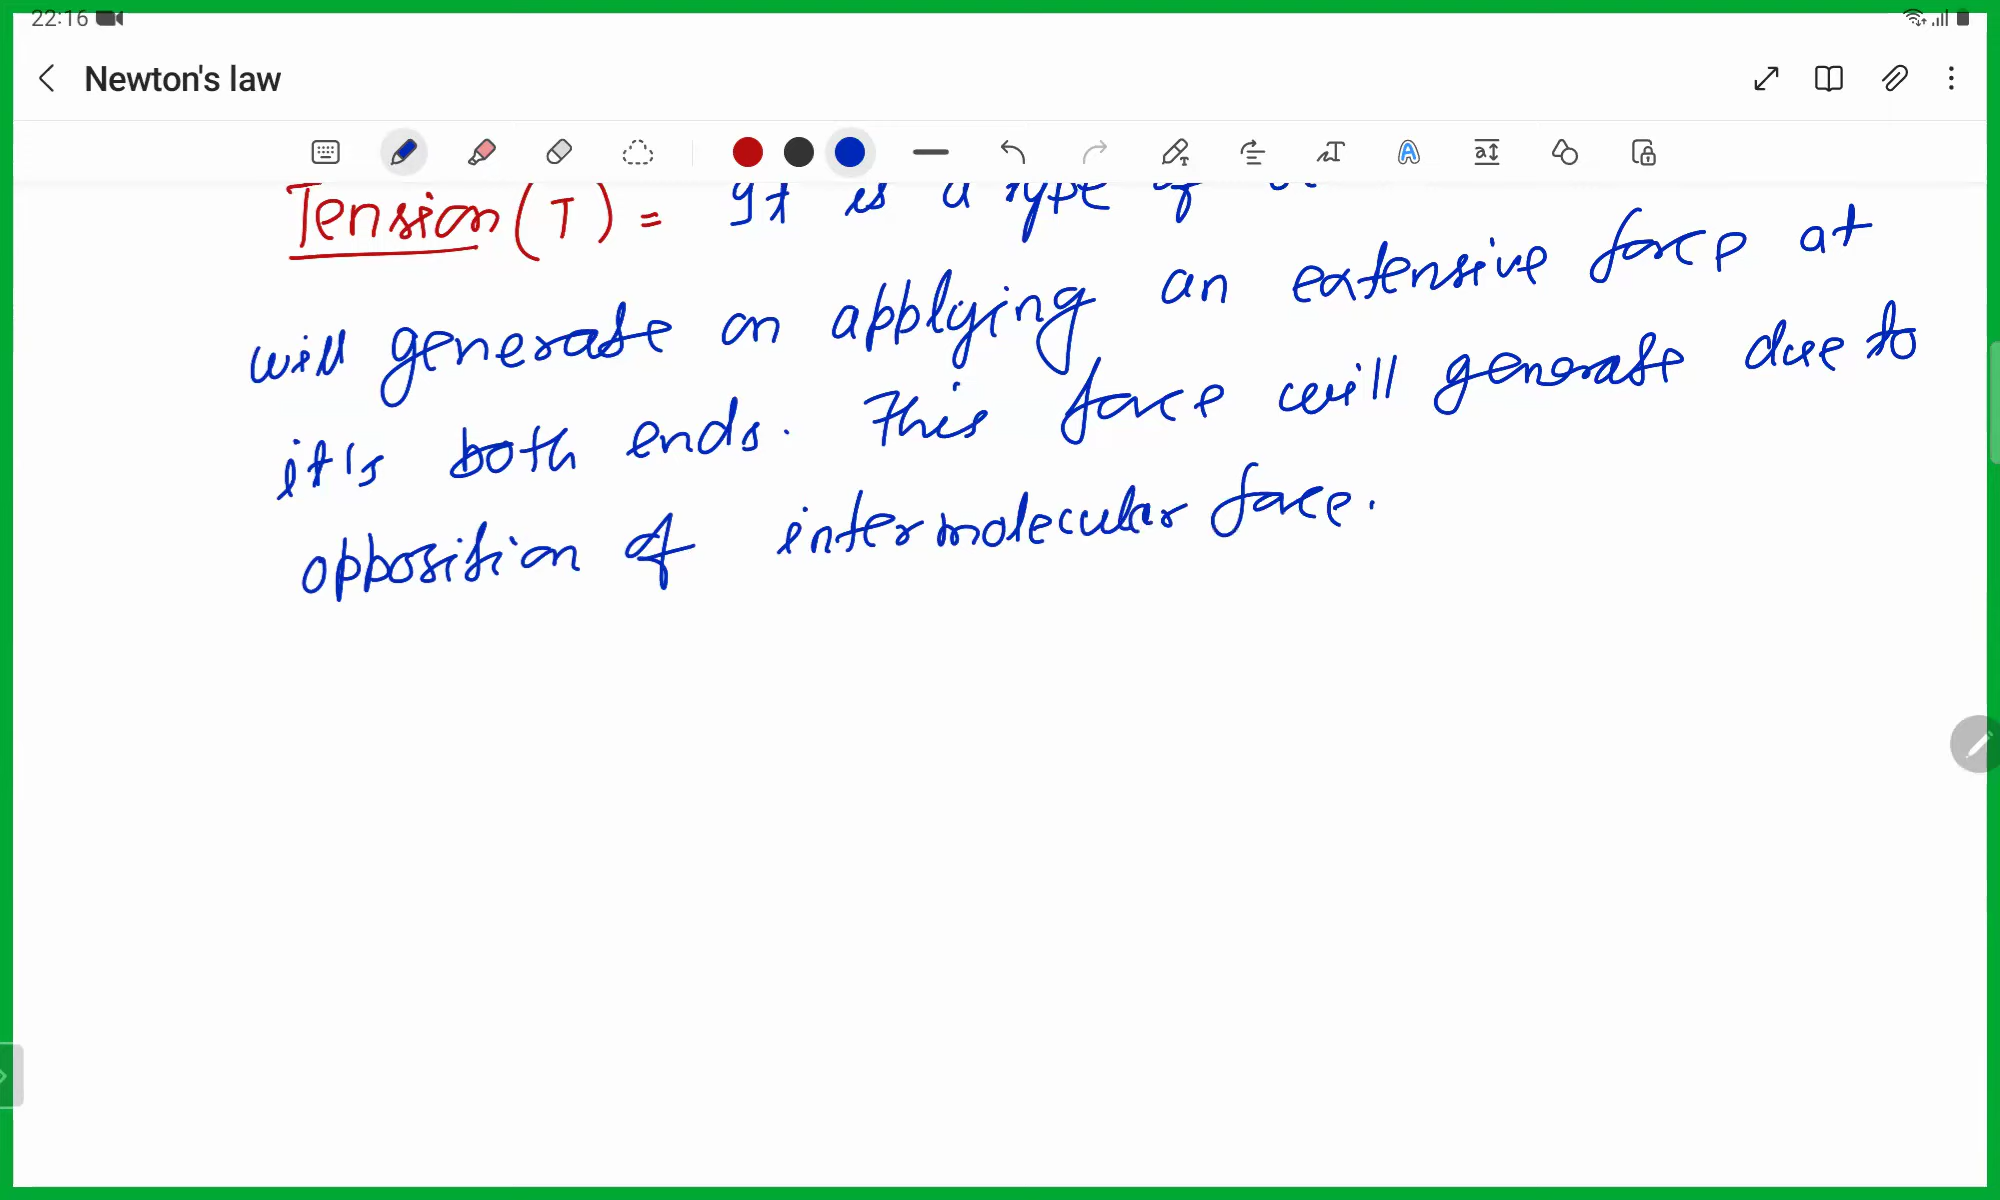 22:16
Newton's law
Tension (T) = It is a type of
will generate on applying an extensive force at
it's both ends. This force will generate due to
opposition of intermolecular force.